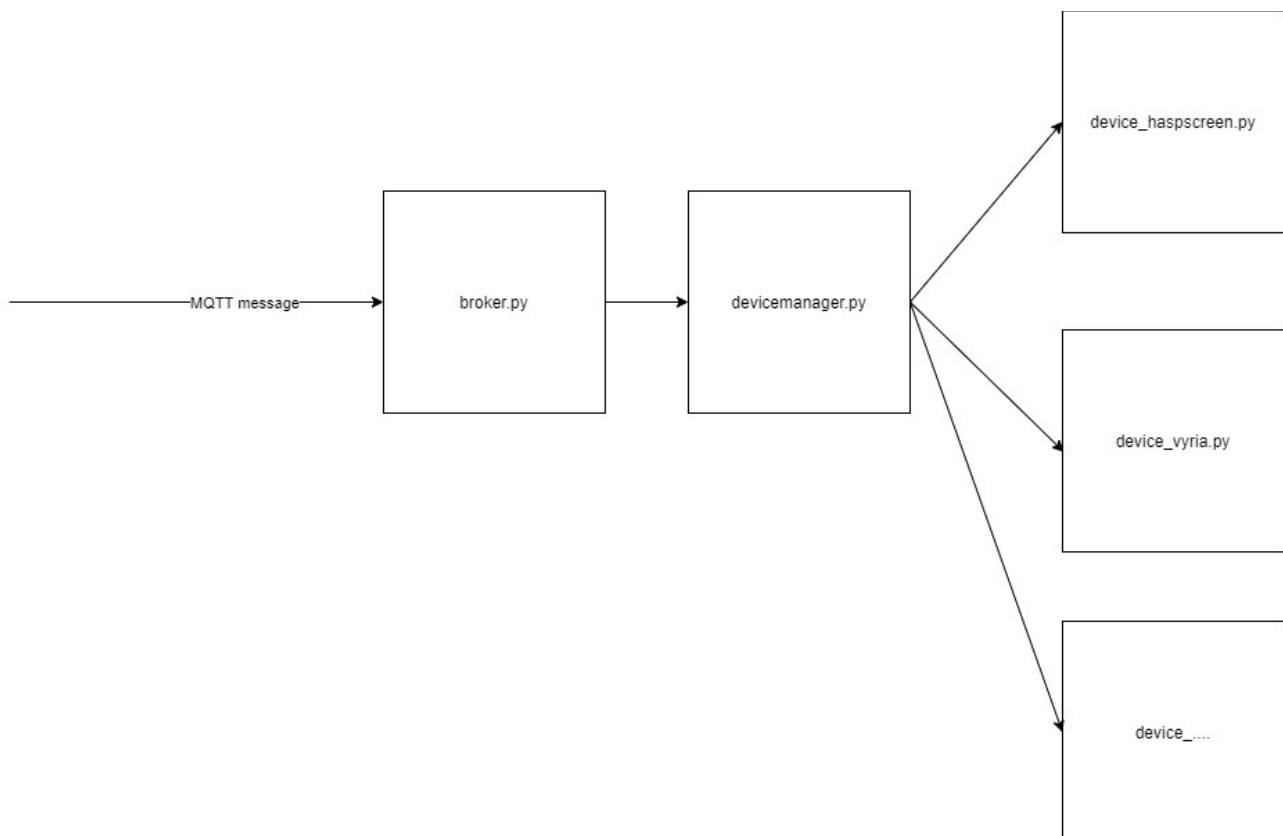 device_haspscreen.py
MQTT message
broker.py
devicemanager.py
device_vyria.py
device_....